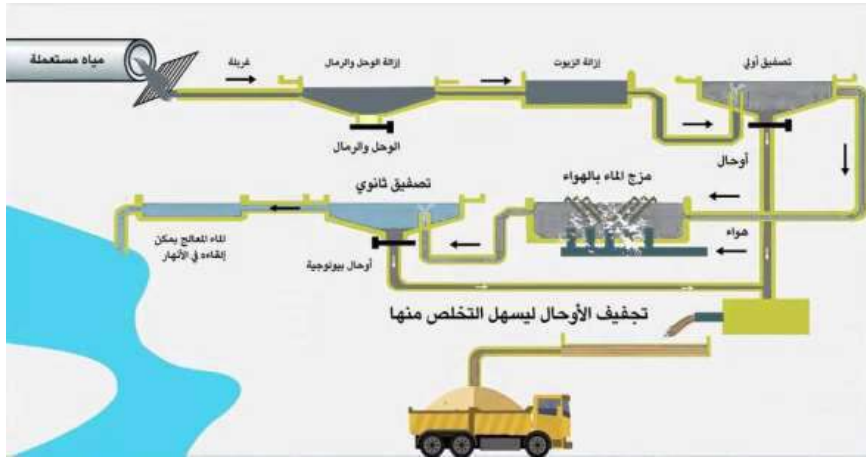 مياه مستعملة
غربلة
إزالة الوحل والرمال
إزالة الزيوت
تصفيق أولي
الوحل والرمال
أوحال
مزج الماء بالهواء
تصفيق ثانوي
هواء
الماء المعالج يمكن
إلقاءه في الأنهار
أوحال بيولوجية
تجفيف الأوحال ليسهل التخلص منها